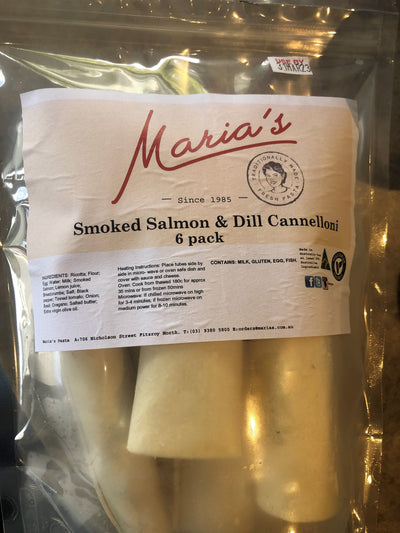 USE BY
31MAR23
Maria's
TRADITIONALLY MADE
FRESH PASTA
Since 1985
Smoked Salmon & Dill Cannelloni
6 pack
INGREDIENTS: Ricotta; Flour;
Egg; Water; Milk; Smoked
Salmon, Lemon juice,
Breadcrumbs; Salt, Black
pepper; Tinned tomato; Onion;
Basil; Oregano; Salted butter;
Extra virgin olive oil.
Heating Instructions: Place tubes side by
side in micro- wave or oven safe dish and
cover with sauce and cheese.
Oven: Cook from thawed 180c for approx
35 mins or from frozen 50mins
Microwave: If chilled microwave on high
for 3-4 minutes, if frozen microwave on
medium power for 8-10 minutes.
CONTAINS: MILK, GLUTEN, EGG, FISH.
Made in
Australia
Ingredients
Maria's Pasta A:706 Nicholson Street Fitzroy North. T:(03) 9380 5800 E:orders@marias.com.au